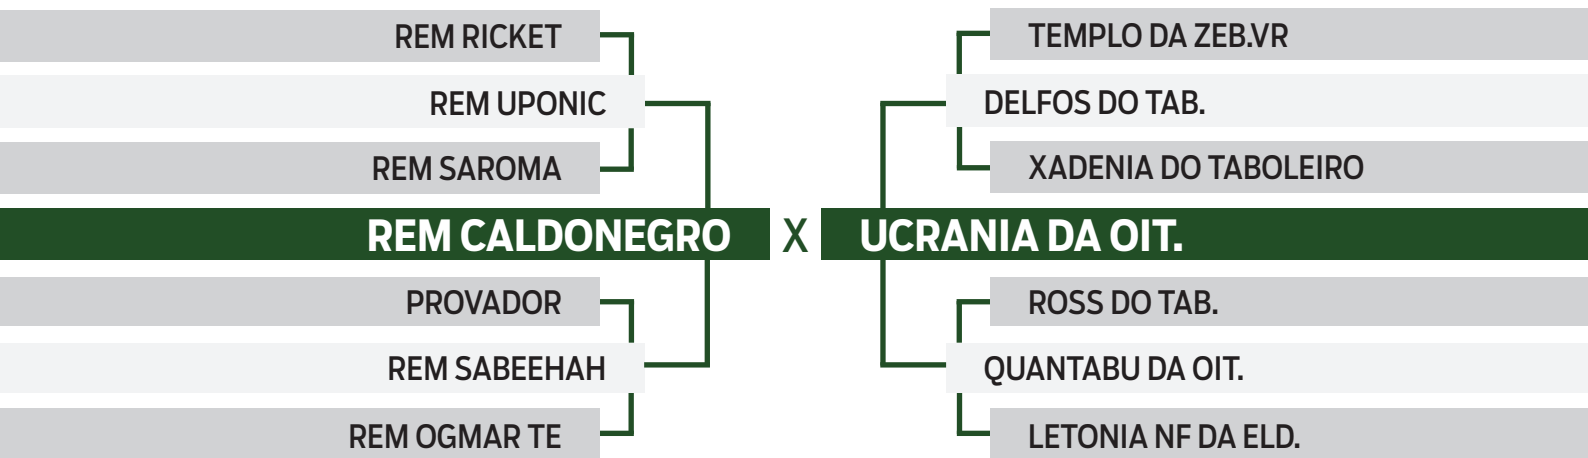 REM RICKET
REM UPONIC
REM SAROMA
REM CALDONEGRO X UCRANIA DA OIT.
PROVADOR
REM SABEEHAH
REM OGMAR TE
TEMPLO DA ZEB.VR
DELFOS DO TAB.
XADENIA DO TABOLEIRO
ROSS DO TAB.
QUANTABU DA OIT.
LETONIA NF DA ELD.